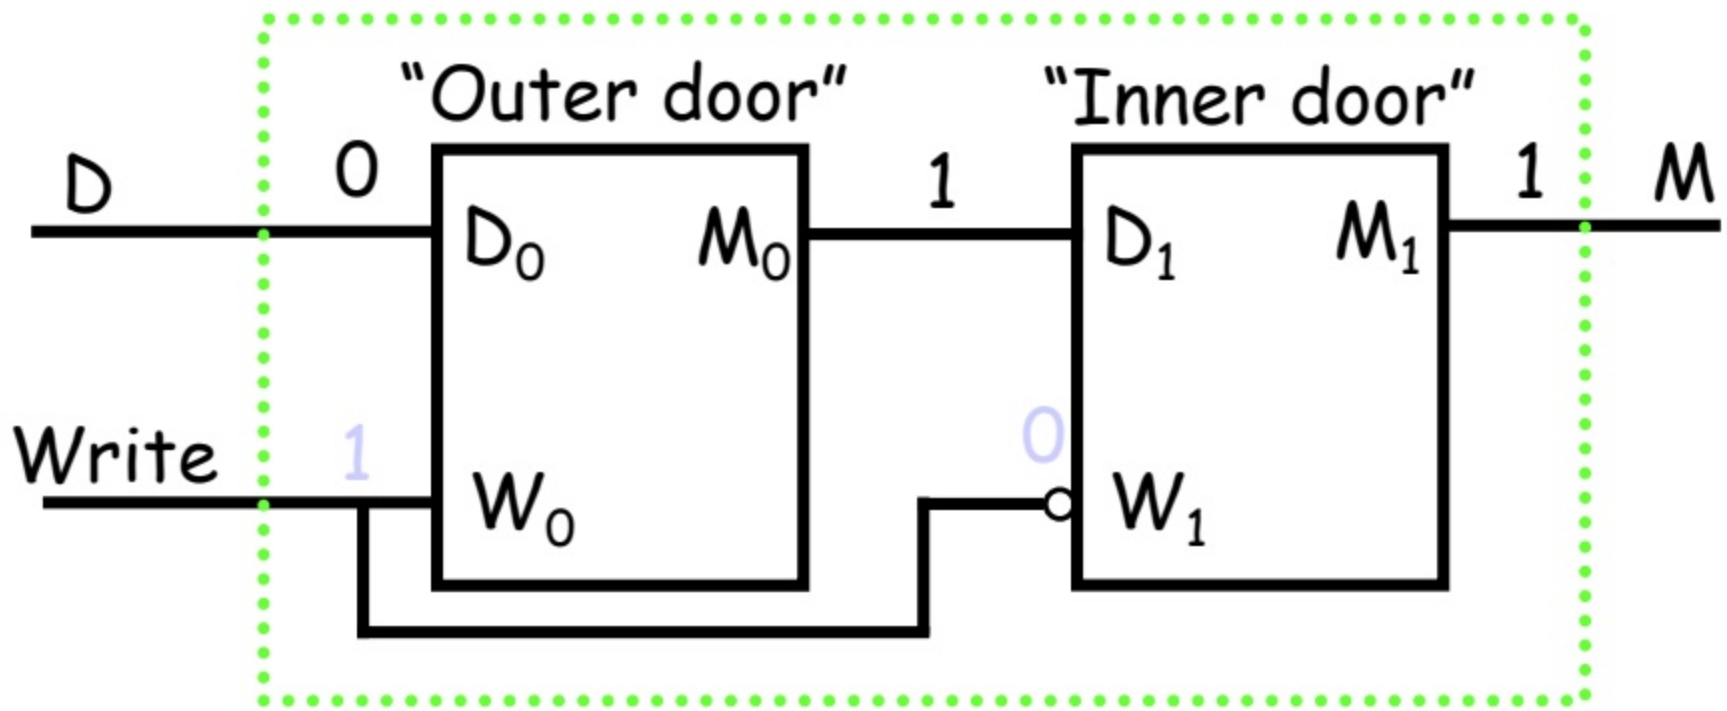 “Outer door” “Inner door”
D 0 1 1 M
D0 M0 D1 M1
Write 1 0
W0 W1